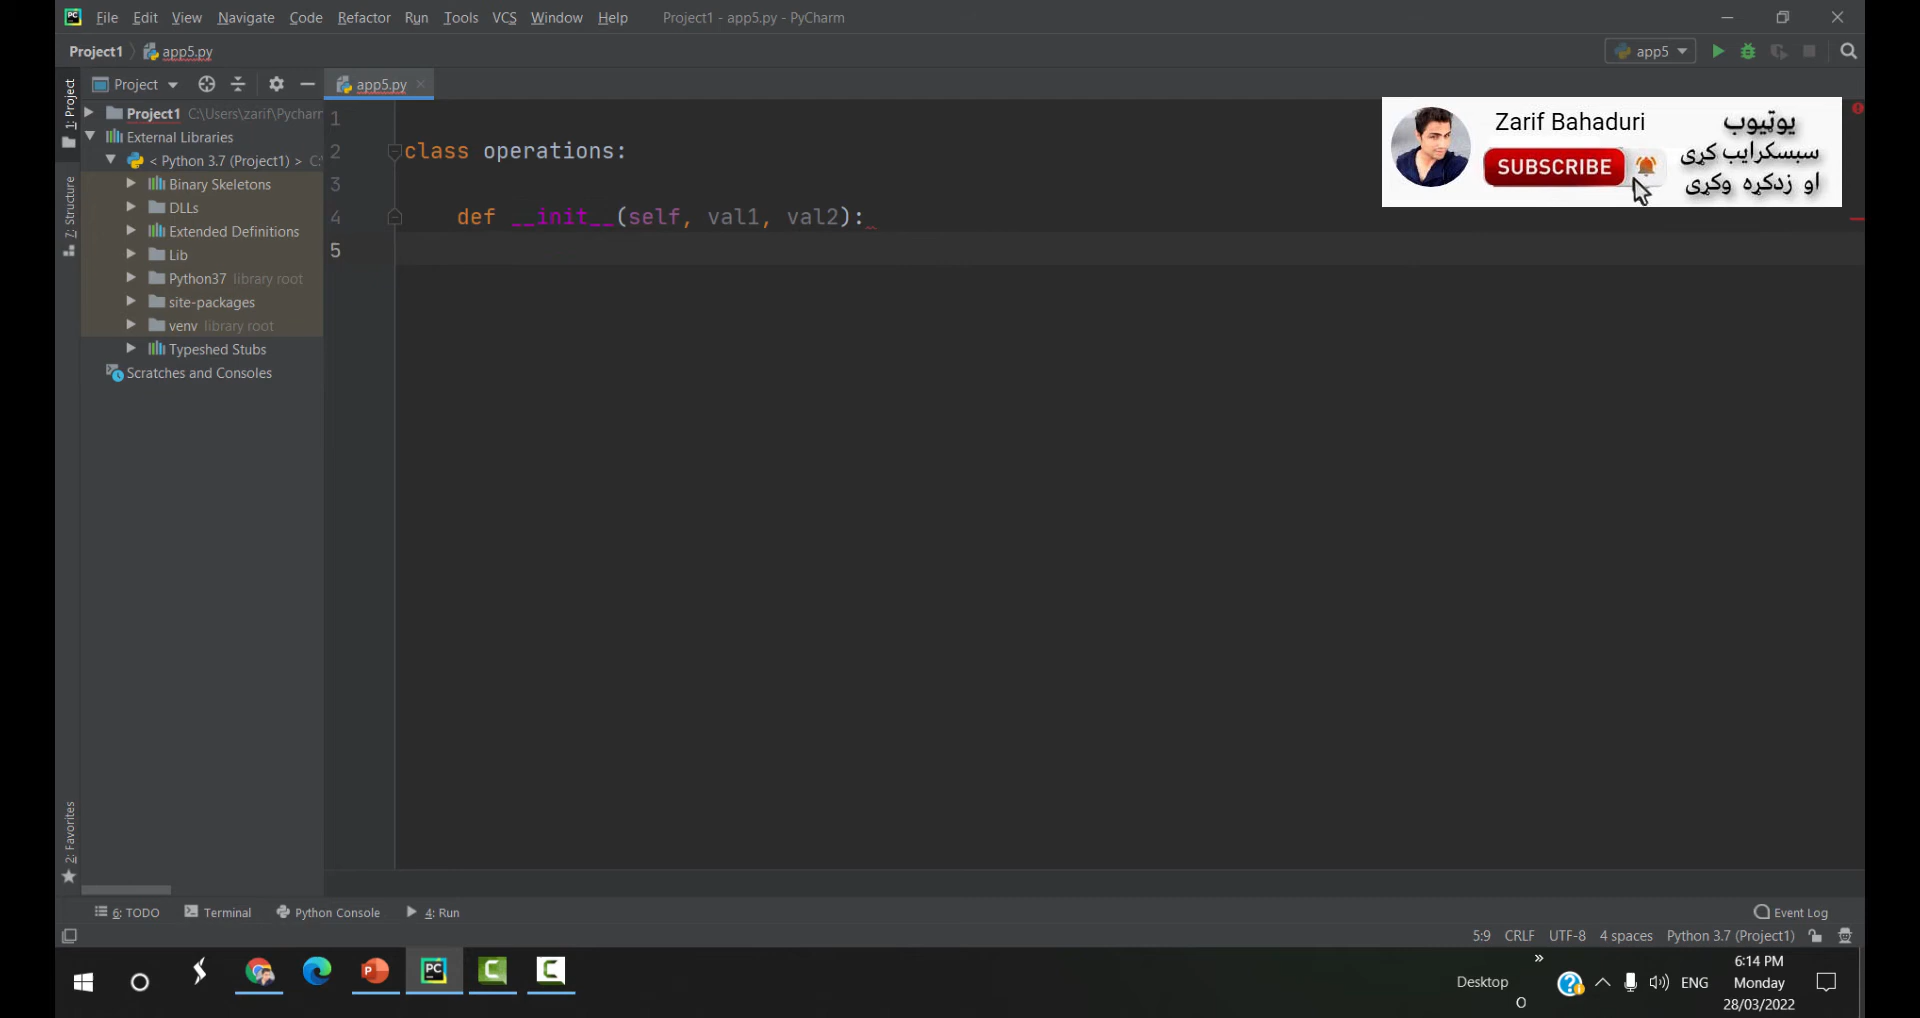 File Edit View Navigate Code Refactor Run Tools VCS Window Help Project1 - app5.py - PyCharm
Project1 app5.py
app5
1: Project
Project
app5.py
Project1 C:\Users\zarif\Pycharr
External Libraries
< Python 3.7 (Project1) > C:
Binary Skeletons
DLLs
Extended Definitions
Lib
Python37 library root
site-packages
venv library root
Typeshed Stubs
Scratches and Consoles
7: Structure
2: Favorites
1
2 class operations:
3
4 def __init__(self, val1, val2):
5
Zarif Bahaduri
SUBSCRIBE
یوټیوب
سبسکرایب کړی
او زدکړه وکړی
6: TODO Terminal Python Console 4: Run
Event Log
5:9 CRLF UTF-8 4 spaces Python 3.7 (Project1)
PC
P
C
C
Desktop
ENG
6:14 PM
Monday
28/03/2022